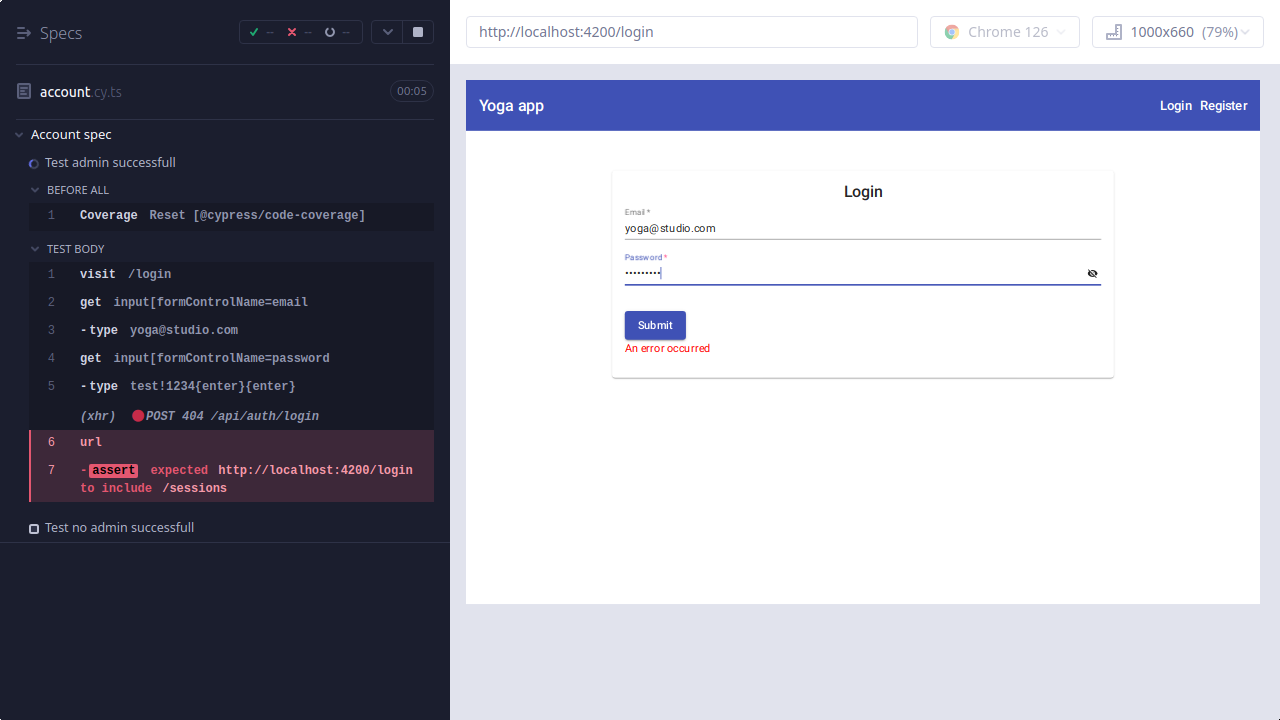 Specs
-- -- --
http://localhost:4200/login
Chrome 126
1000x660 (79%)
account.cy.ts
00:05
Account spec
Test admin successfull
BEFORE ALL
1 Coverage Reset [@cypress/code-coverage]
TEST BODY
1 visit /login
2 get input[formControlName=email
3 -type yoga@studio.com
4 get input[formControlName=password
5 -type test!1234{enter}{enter}
(xhr) POST 404 /api/auth/login
6 url
7 -assert expected http://localhost:4200/login
to include /sessions
Test no admin successfull
Yoga app
Login Register
Login
Email *
yoga@studio.com
Password *
•••••••••
Submit
An error occurred